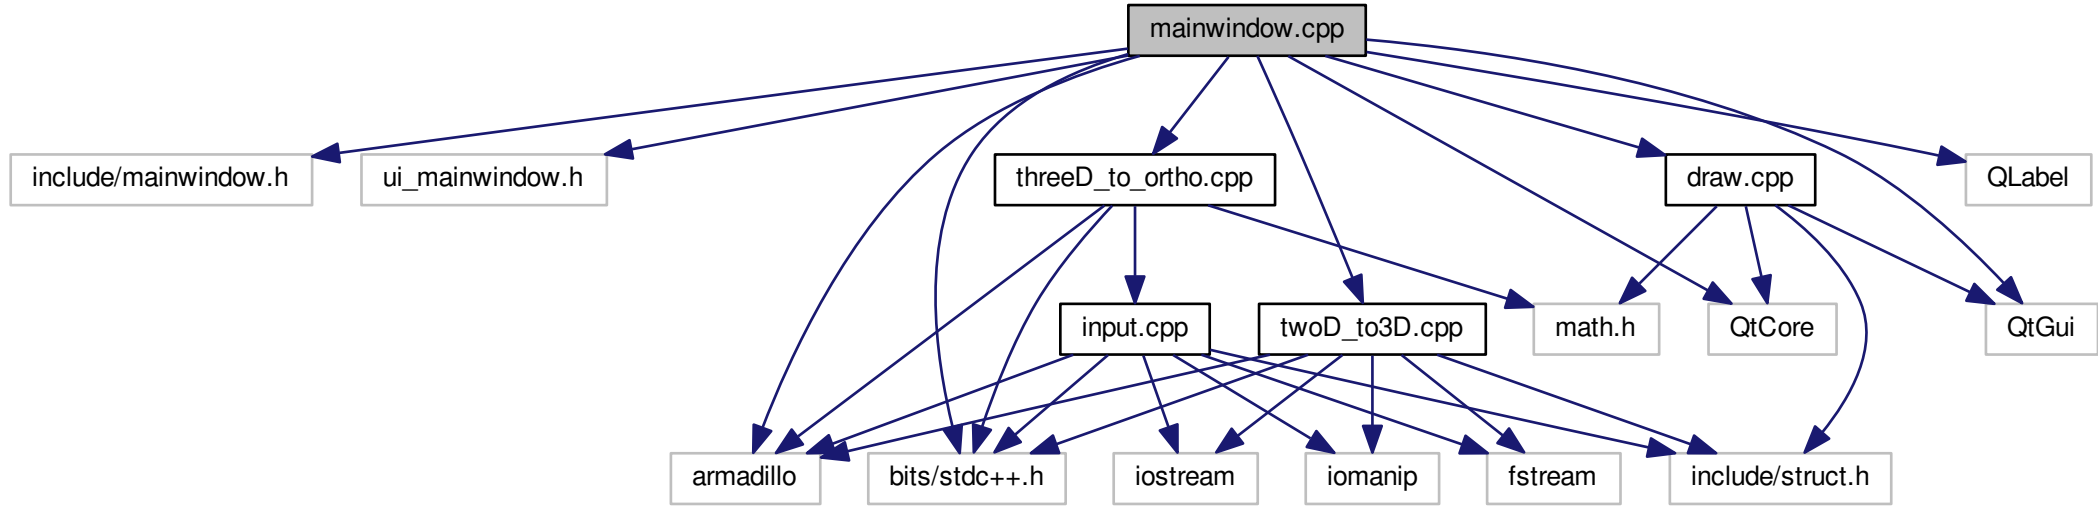 mainwindow.cpp
include/mainwindow.h
ui_mainwindow.h
threeD_to_ortho.cpp
draw.cpp
QLabel
input.cpp
twoD_to3D.cpp
math.h
QtCore
QtGui
armadillo
bits/stdc++.h
iostream
iomanip
fstream
include/struct.h